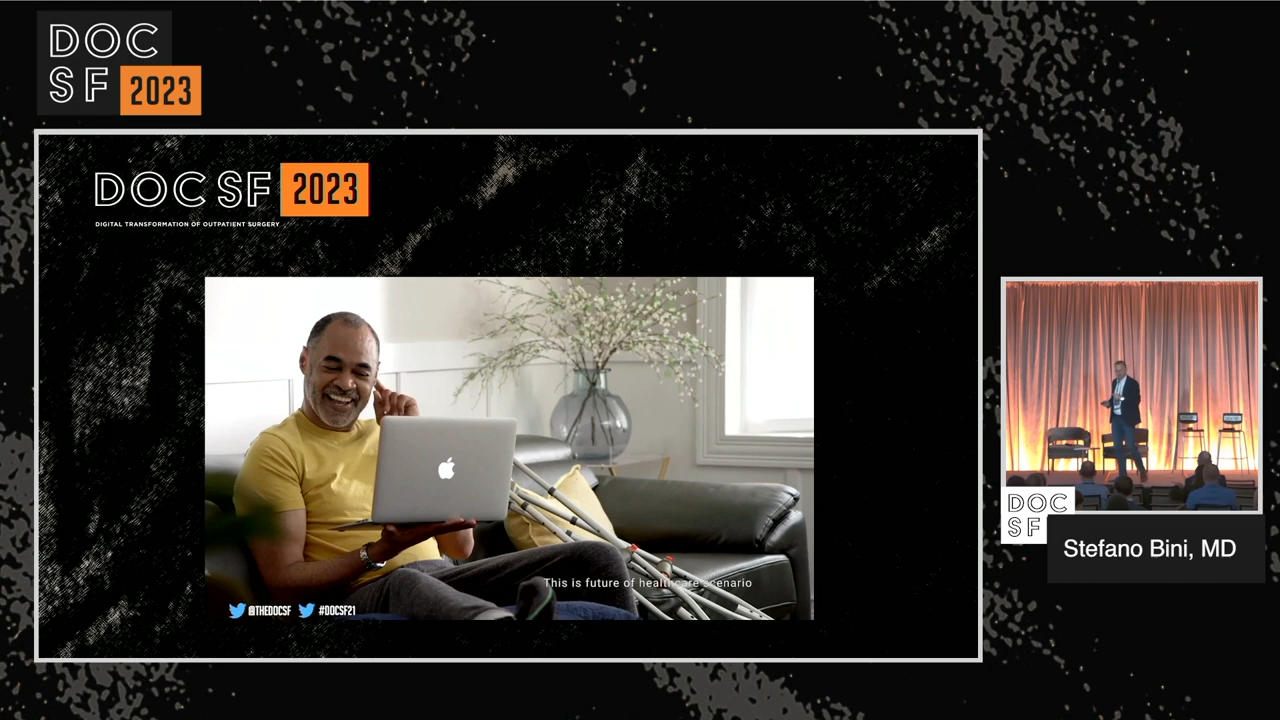 DOC
SF 2023
DOC SF 2023
DIGITAL TRANSFORMATION OF OUTPATIENT SURGERY
This is future of healthcare scenario
@THEDOCSF #DOCSF21
DOC
SF
Stefano Bini, MD